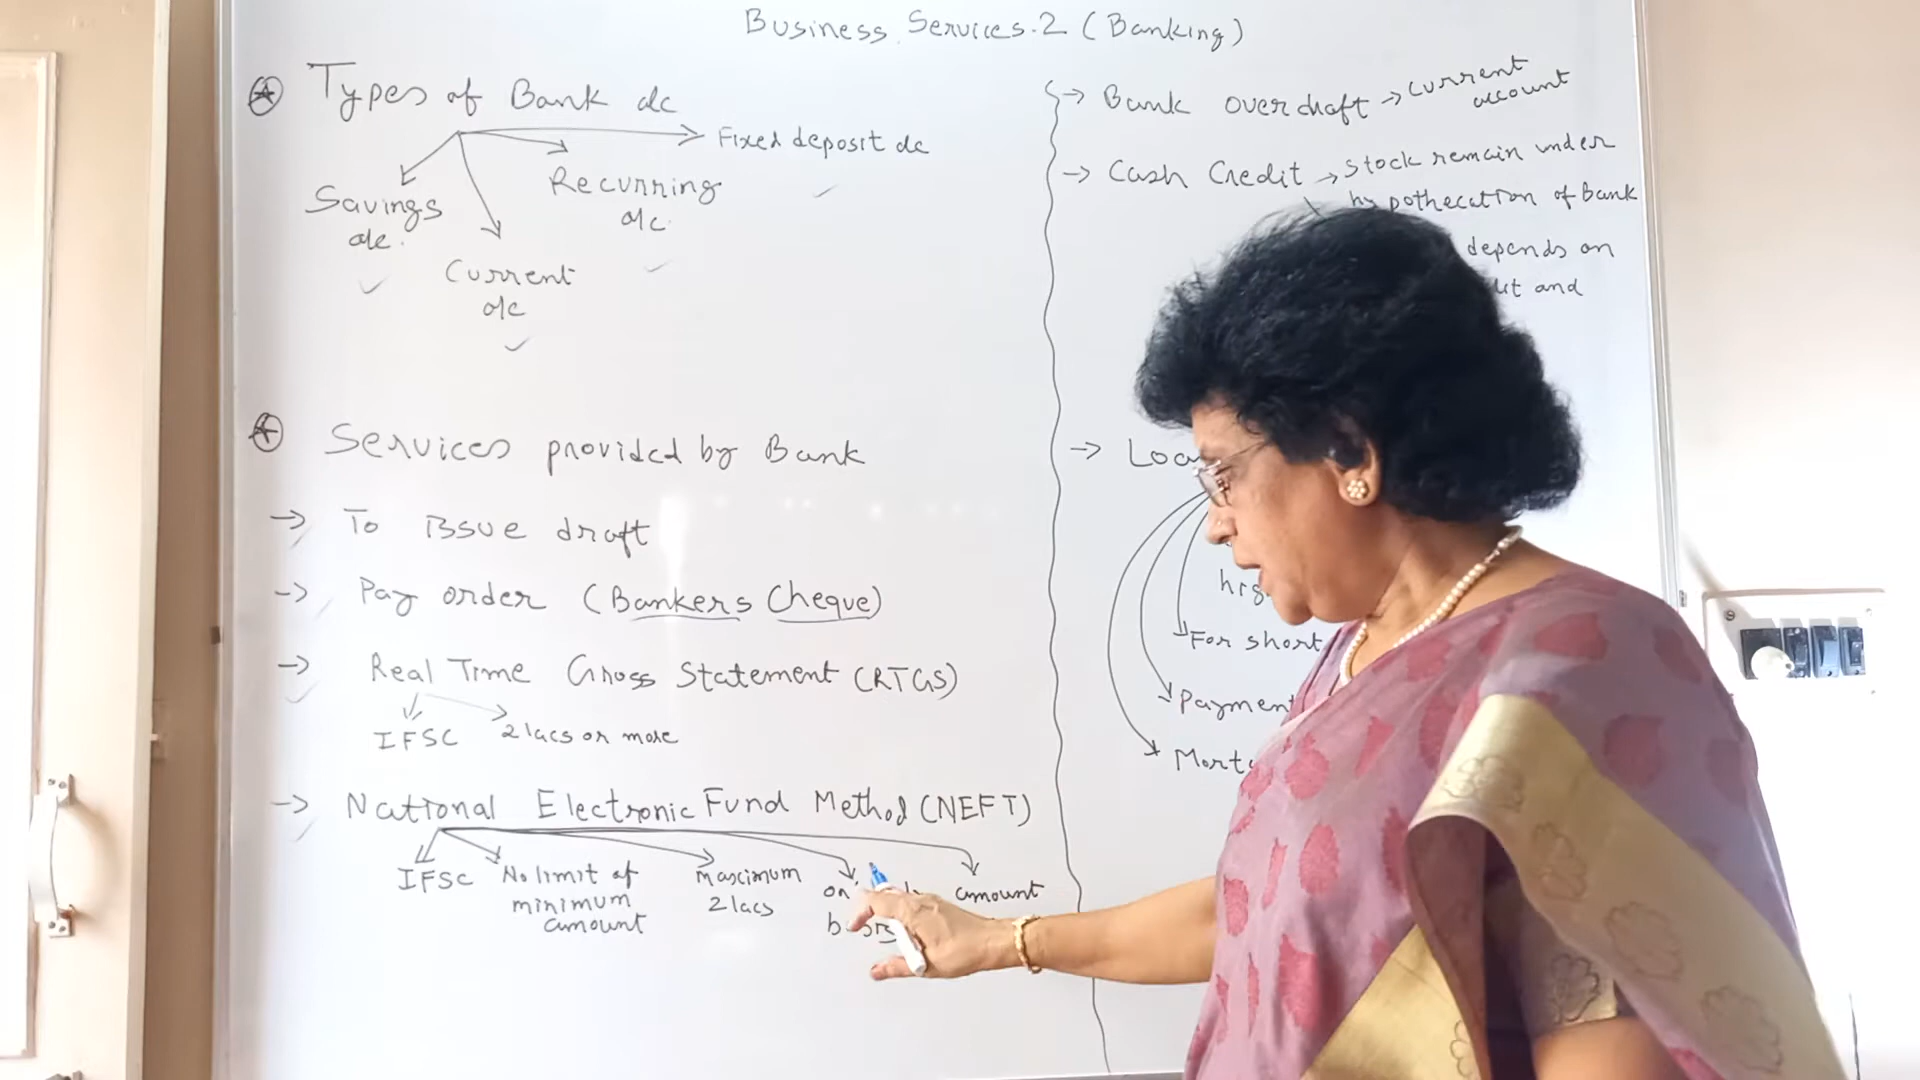 Business Services.2 (Banking)
Types of Bank a/c
Fixed deposit a/c
Recurring
a/c.
Savings
a/c.
Current
a/c
Services provided by Bank
→ To Issue draft
→ Pay order (Bankers Cheque)
→ Real Time Gross Statement (RTGS)
IFSC
2 lacs or more
→ National Electronic Fund Method (NEFT)
IFSC
No limit of
minimum
amount
Maximum
2 lacs
amount
→ Bank overdraft → Current
account
→ Cash Credit → stock remain under
hypothecation of Bank
depends on
and
→
For short